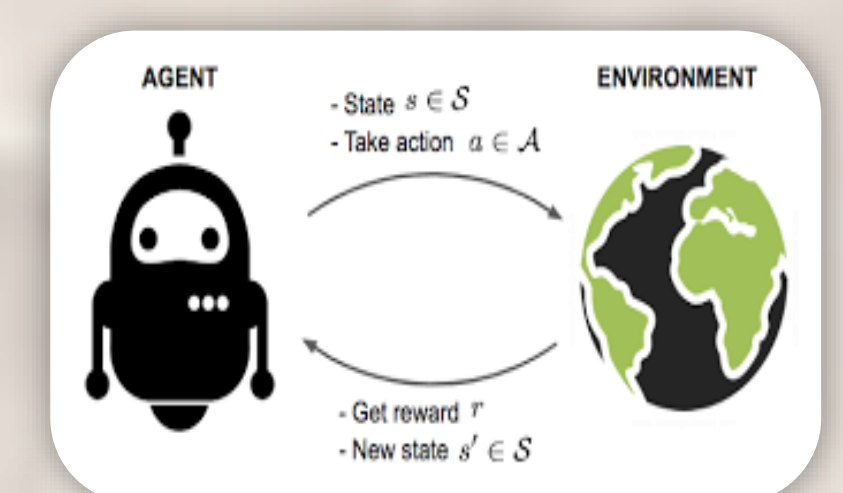 AGENT
ENVIRONMENT
- State s ∈ 𝒮
- Take action a ∈ 𝒜
- Get reward r
- New state s′ ∈ 𝒮